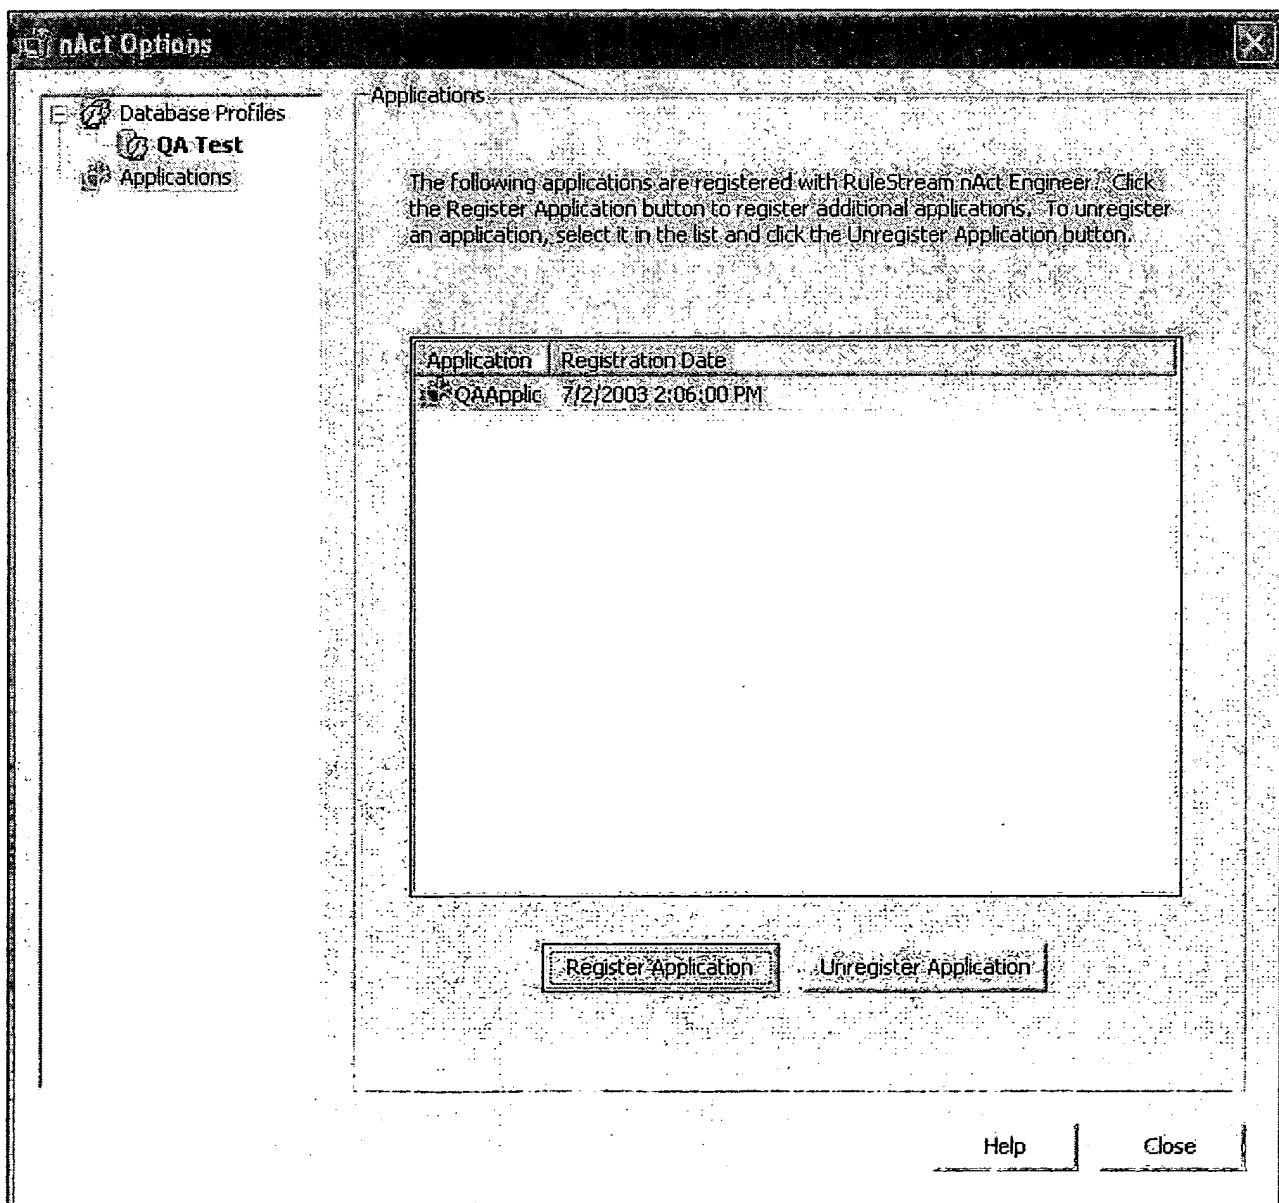 nAct Options
Database Profiles
QA Test
Applications
Applications
The following applications are registered with RuleStream nAct Engineer. Click
the Register Application button to register additional applications. To unregister
an application, select it in the list and click the Unregister Application button.
Application Registration Date
QAApplic 7/2/2003 2:06:00 PM
Register Application Unregister Application
Help Close